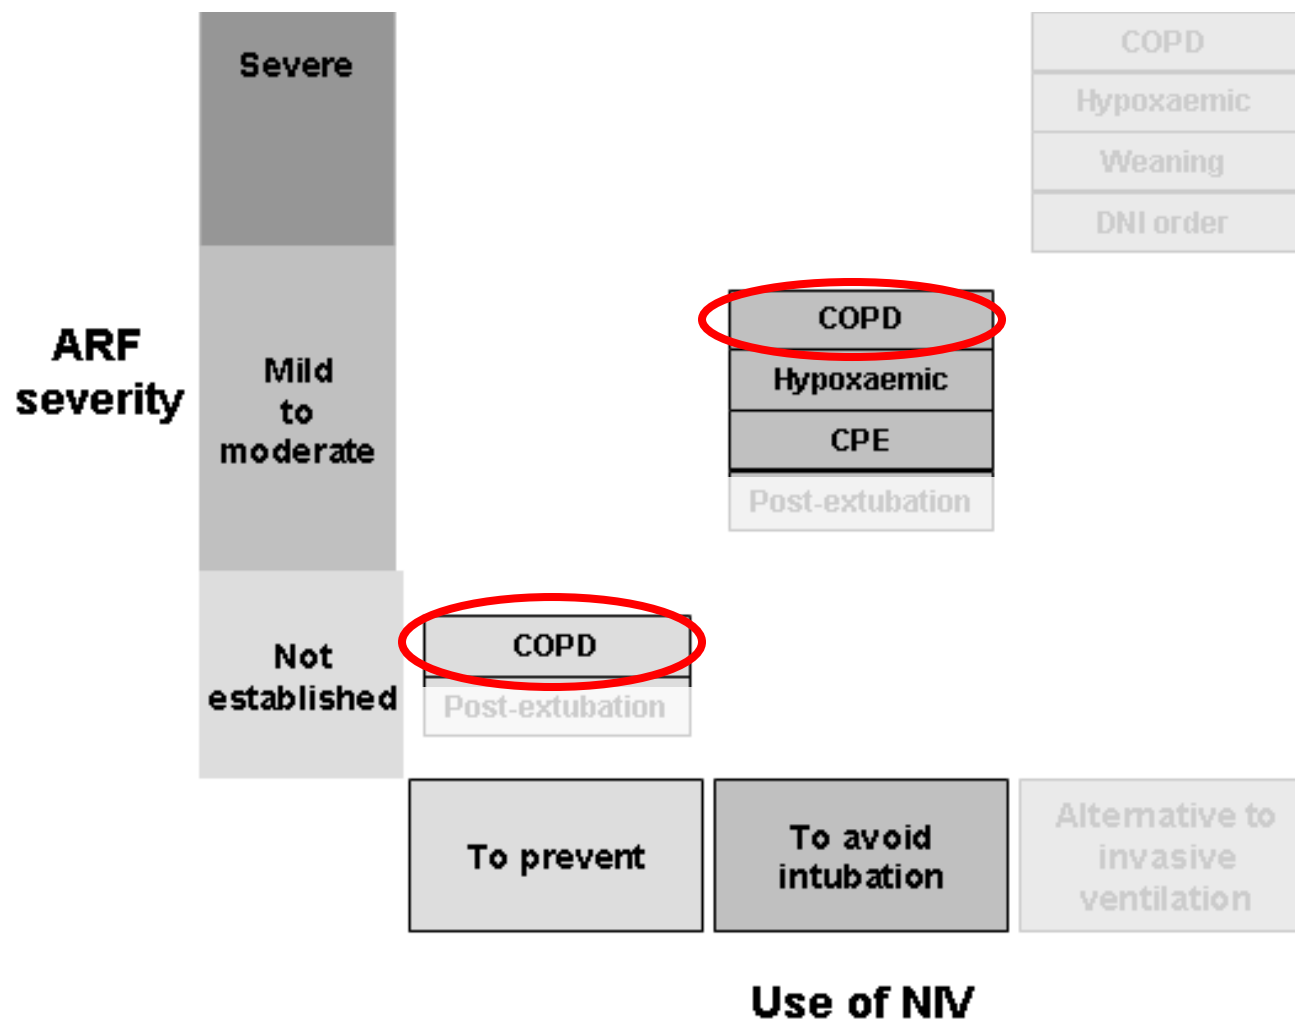 Severe
COPD
Hypoxaemic
Weaning
DNI order
ARF
severity
Mild
to
moderate
COPD
Hypoxaemic
CPE
Post-extubation
Not
established
COPD
Post-extubation
To prevent
To avoid
intubation
Alternative to
invasive
ventilation
Use of NIV